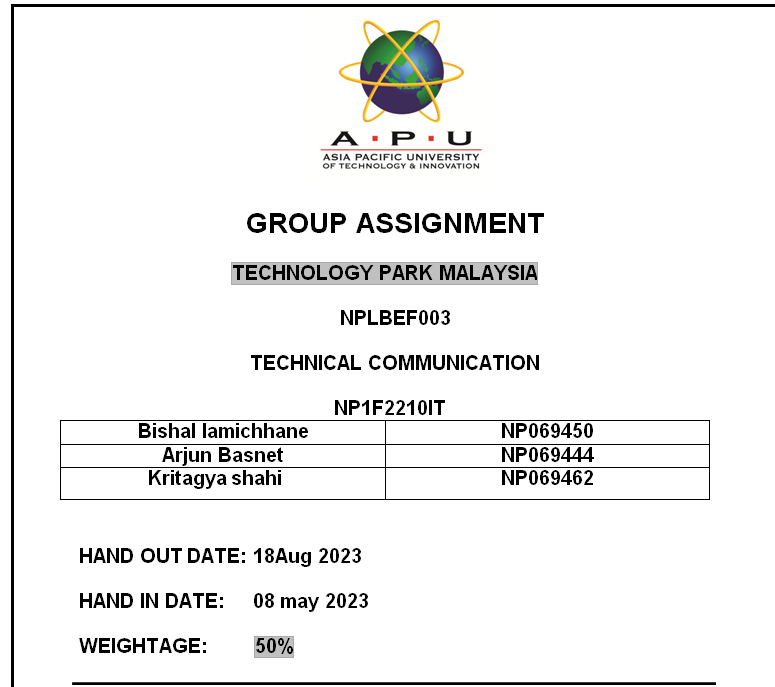 A · P · U
ASIA PACIFIC UNIVERSITY
OF TECHNOLOGY & INNOVATION
GROUP ASSIGNMENT
TECHNOLOGY PARK MALAYSIA
NPLBEF003
TECHNICAL COMMUNICATION
NP1F2210IT
Bishal lamichhane NP069450
Arjun Basnet NP069444
Kritagya shahi NP069462
HAND OUT DATE: 18Aug 2023
HAND IN DATE: 08 may 2023
WEIGHTAGE: 50%